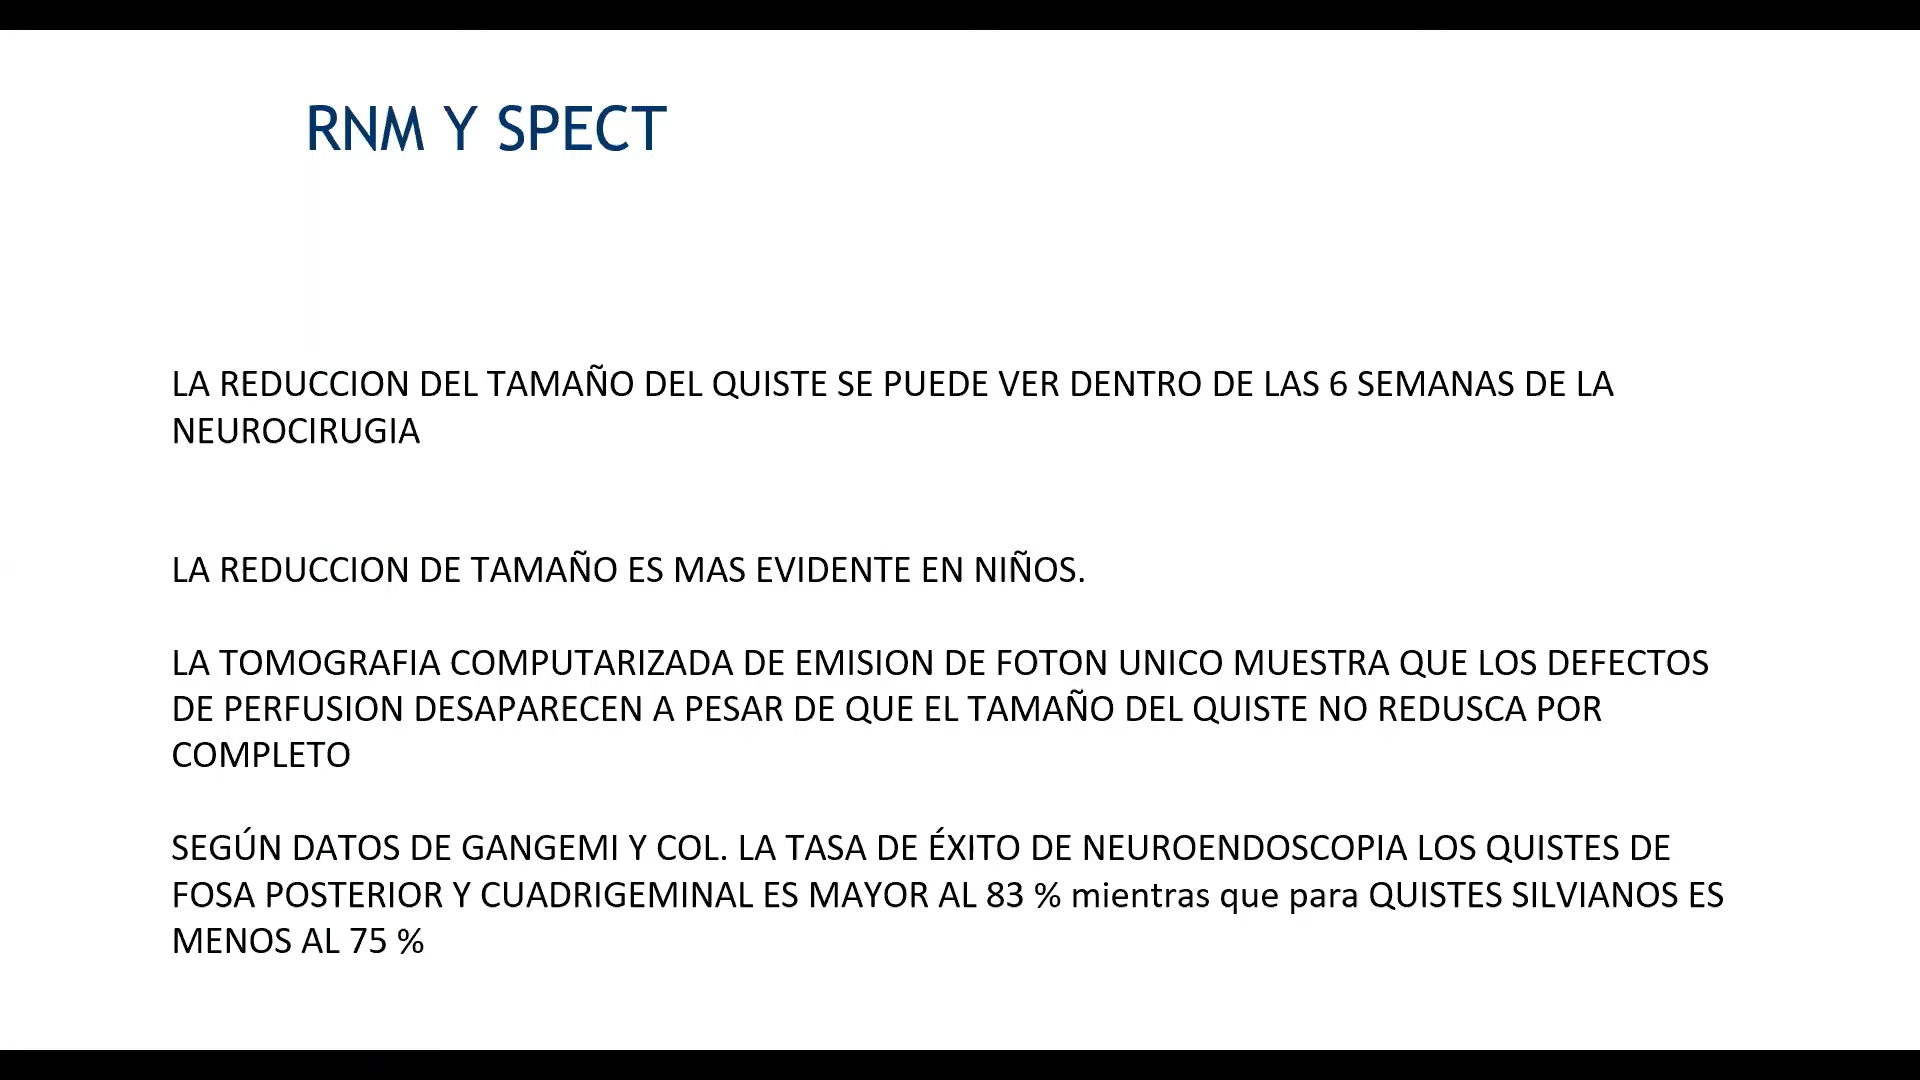 RNM Y SPECT
LA REDUCCION DEL TAMAÑO DEL QUISTE SE PUEDE VER DENTRO DE LAS 6 SEMANAS DE LA
NEUROCIRUGIA
LA REDUCCION DE TAMAÑO ES MAS EVIDENTE EN NIÑOS.
LA TOMOGRAFIA COMPUTARIZADA DE EMISION DE FOTON UNICO MUESTRA QUE LOS DEFECTOS
DE PERFUSION DESAPARECEN A PESAR DE QUE EL TAMAÑO DEL QUISTE NO REDUSCA POR
COMPLETO
SEGÚN DATOS DE GANGEMI Y COL. LA TASA DE ÉXITO DE NEUROENDOSCOPIA LOS QUISTES DE
FOSA POSTERIOR Y CUADRIGEMINAL ES MAYOR AL 83 % mientras que para QUISTES SILVIANOS ES
MENOS AL 75 %